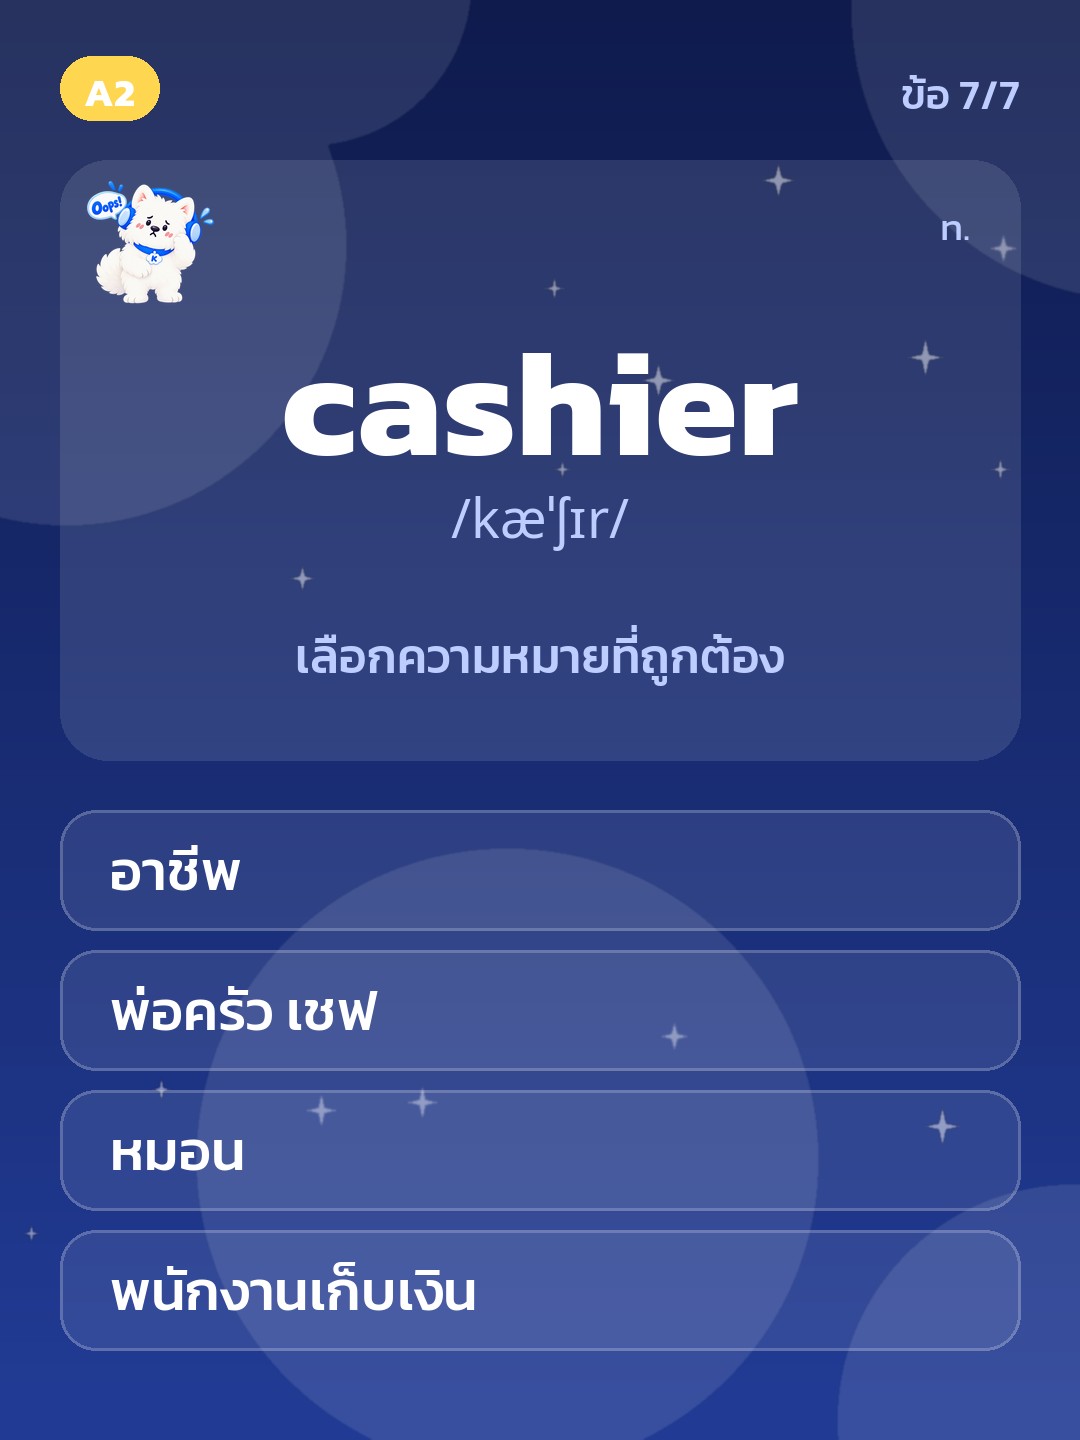 A2
ข้อ 7/7
Oops!
n.
K
cashier
/kæˈʃɪr/
เลือกความหมายที่ถูกต้อง
อาชีพ
พ่อครัว เชฟ
หมอน
พนักงานเก็บเงิน